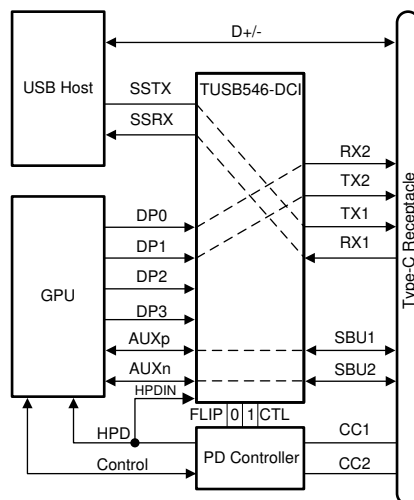 D+/-
USB Host
SSTX
SSRX
TUSB546-DCI
RX2
TX2
TX1
RX1
Type-C Receptacle
GPU
DP0
DP1
DP2
DP3
AUXp
AUXn
SBU1
SBU2
HPDIN
FLIP 0 1 CTL
HPD
Control
PD Controller
CC1
CC2